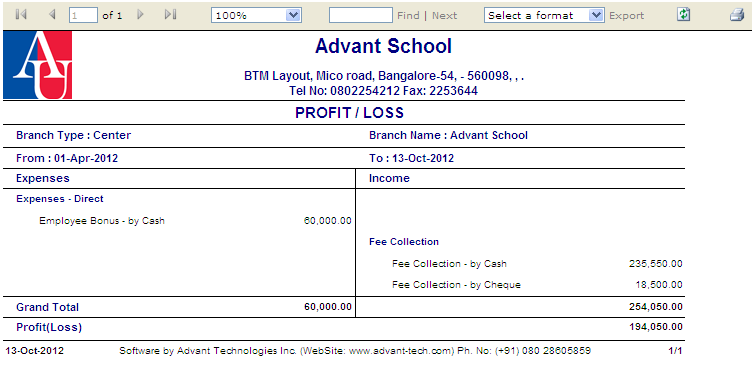 1 of 1 100% Find | Next Select a format Export
AU
Advant School
BTM Layout, Mico road, Bangalore-54, - 560098, , .
Tel No: 0802254212 Fax: 2253644
PROFIT / LOSS
Branch Type : Center Branch Name : Advant School
From : 01-Apr-2012 To : 13-Oct-2012
Expenses Income
Expenses - Direct
Employee Bonus - by Cash 60,000.00
Fee Collection
Fee Collection - by Cash 235,550.00
Fee Collection - by Cheque 18,500.00
Grand Total 60,000.00 254,050.00
Profit(Loss) 194,050.00
13-Oct-2012 Software by Advant Technologies Inc. (WebSite: www.advant-tech.com) Ph. No: (+91) 080 28605859 1/1